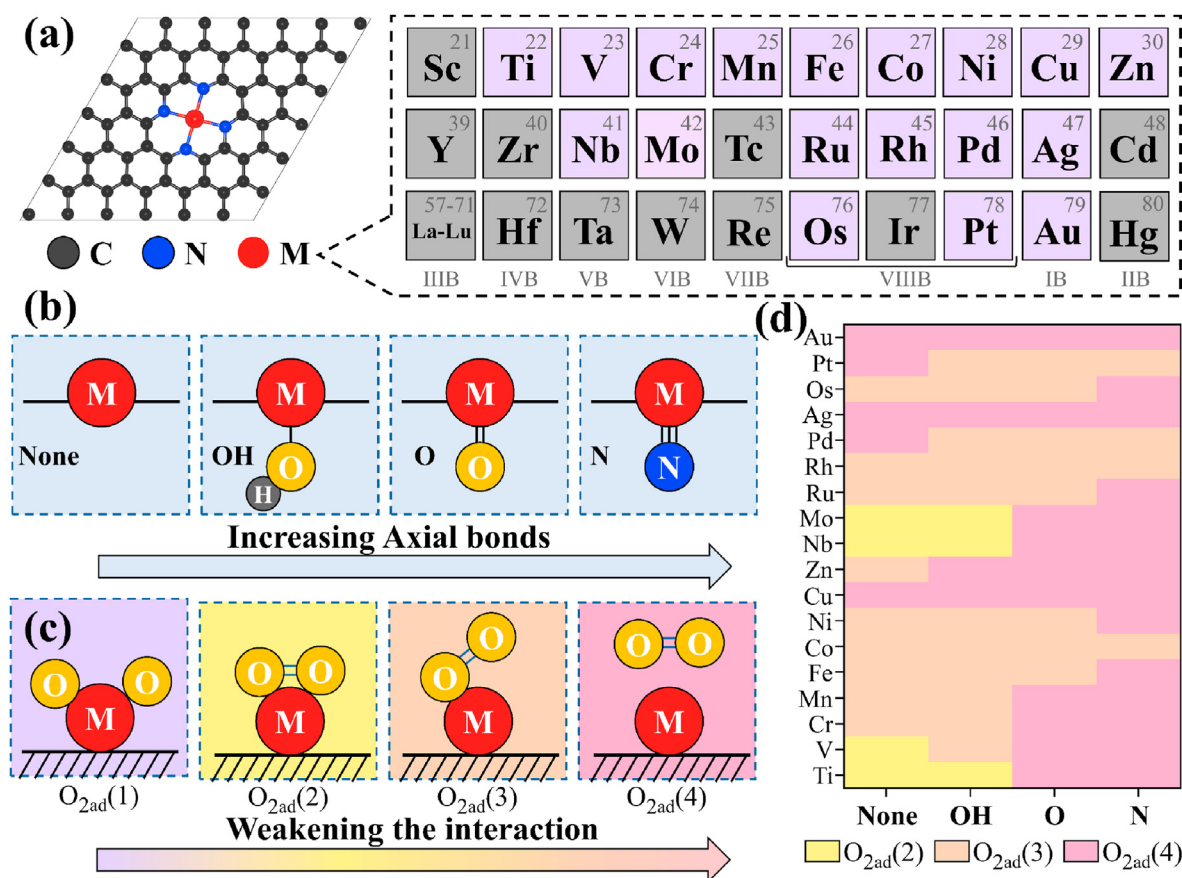 (a)
21 22 23 24 25 26 27 28 29 30
Sc Ti V Cr Mn Fe Co Ni Cu Zn
39 40 41 42 43 44 45 46 47 48
Y Zr Nb Mo Tc Ru Rh Pd Ag Cd
57-71 72 73 74 75 76 77 78 79 80
La-Lu Hf Ta W Re Os Ir Pt Au Hg
IIIB IVB VB VIB VIIB VIIIB IB IIB
C N M
(b)
M M M M
None OH O N
O O N
H
Increasing Axial bonds
(c)
O O O O O O O O
M M M M
O2ad(1) O2ad(2) O2ad(3) O2ad(4)
Weakening the interaction
(d)
Au
Pt
Os
Ag
Pd
Rh
Ru
Mo
Nb
Zn
Cu
Ni
Co
Fe
Mn
Cr
V
Ti
None OH O N
O2ad(2) O2ad(3) O2ad(4)